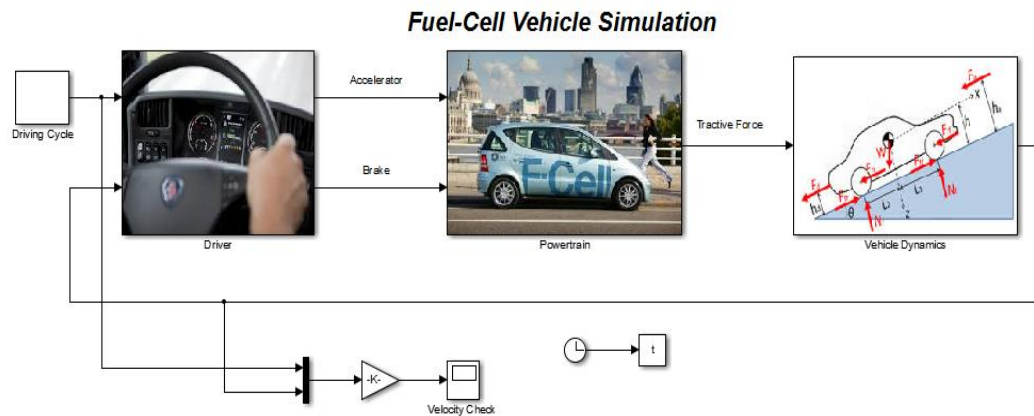 Fuel-Cell Vehicle Simulation
Driving Cycle
Accelerator
Brake
Driver
F-Cell
Powertrain
Tractive Force
X
h
W
θ
Z
Vehicle Dynamics
-K-
Velocity Check
t